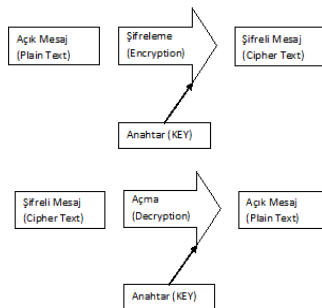 Açık Mesaj
(Plain Text)
Şifreleme
(Encryption)
Şifreli Mesaj
(Cipher Text)
Anahtar (KEY)
Şifreli Mesaj
(Cipher Text)
Açma
(Decryption)
Açık Mesaj
(Plain Text)
Anahtar (KEY)